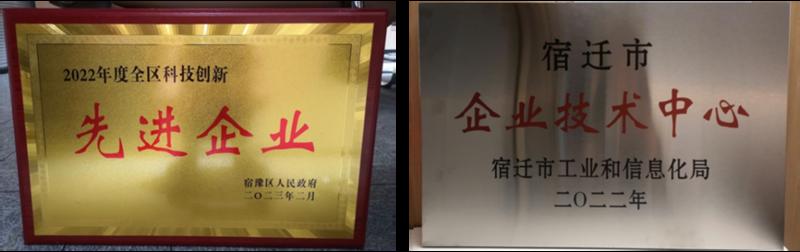 2022年度全区科技创新
先进企业
宿豫区人民政府
二〇二三年二月
宿迁市
企业技术中心
宿迁市工业和信息化局
二〇二二年